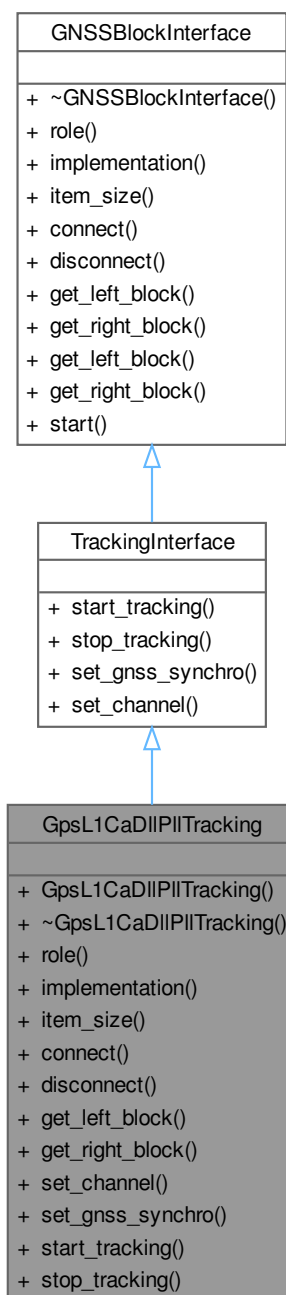 GNSSBlockInterface
+ ~GNSSBlockInterface()
+ role()
+ implementation()
+ item_size()
+ connect()
+ disconnect()
+ get_left_block()
+ get_right_block()
+ get_left_block()
+ get_right_block()
+ start()
TrackingInterface
+ start_tracking()
+ stop_tracking()
+ set_gnss_synchro()
+ set_channel()
GpsL1CaDllPllTracking
+ GpsL1CaDllPllTracking()
+ ~GpsL1CaDllPllTracking()
+ role()
+ implementation()
+ item_size()
+ connect()
+ disconnect()
+ get_left_block()
+ get_right_block()
+ set_channel()
+ set_gnss_synchro()
+ start_tracking()
+ stop_tracking()